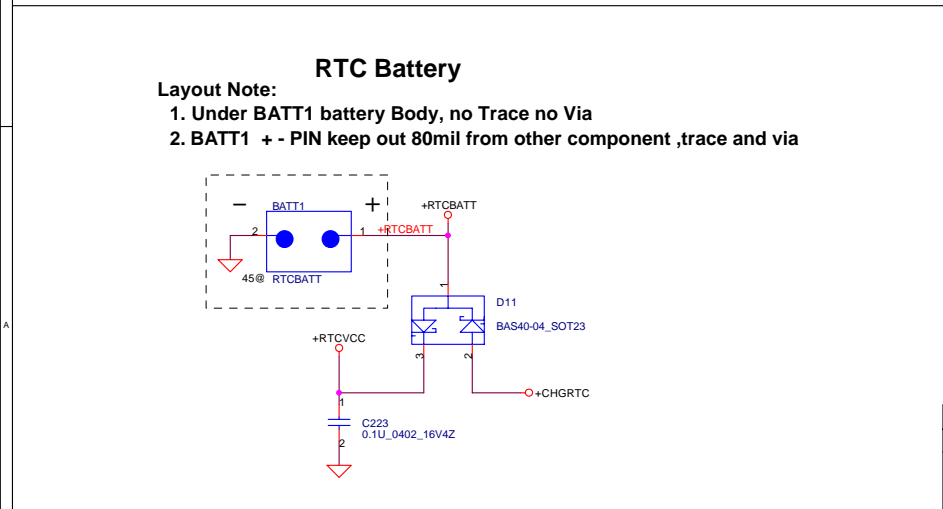 RTC Battery
Layout Note:
1. Under BATT1 battery Body, no Trace no Via
2. BATT1 + - PIN keep out 80mil from other component ,trace and via
- BATT1 +
+RTCBATT
2 1 +RTCBATT
45@ RTCBATT
1
D11
A
BAS40-04_SOT23
+RTCVCC
3 2
+CHGRTC
1
C223
0.1U_0402_16V4Z
2